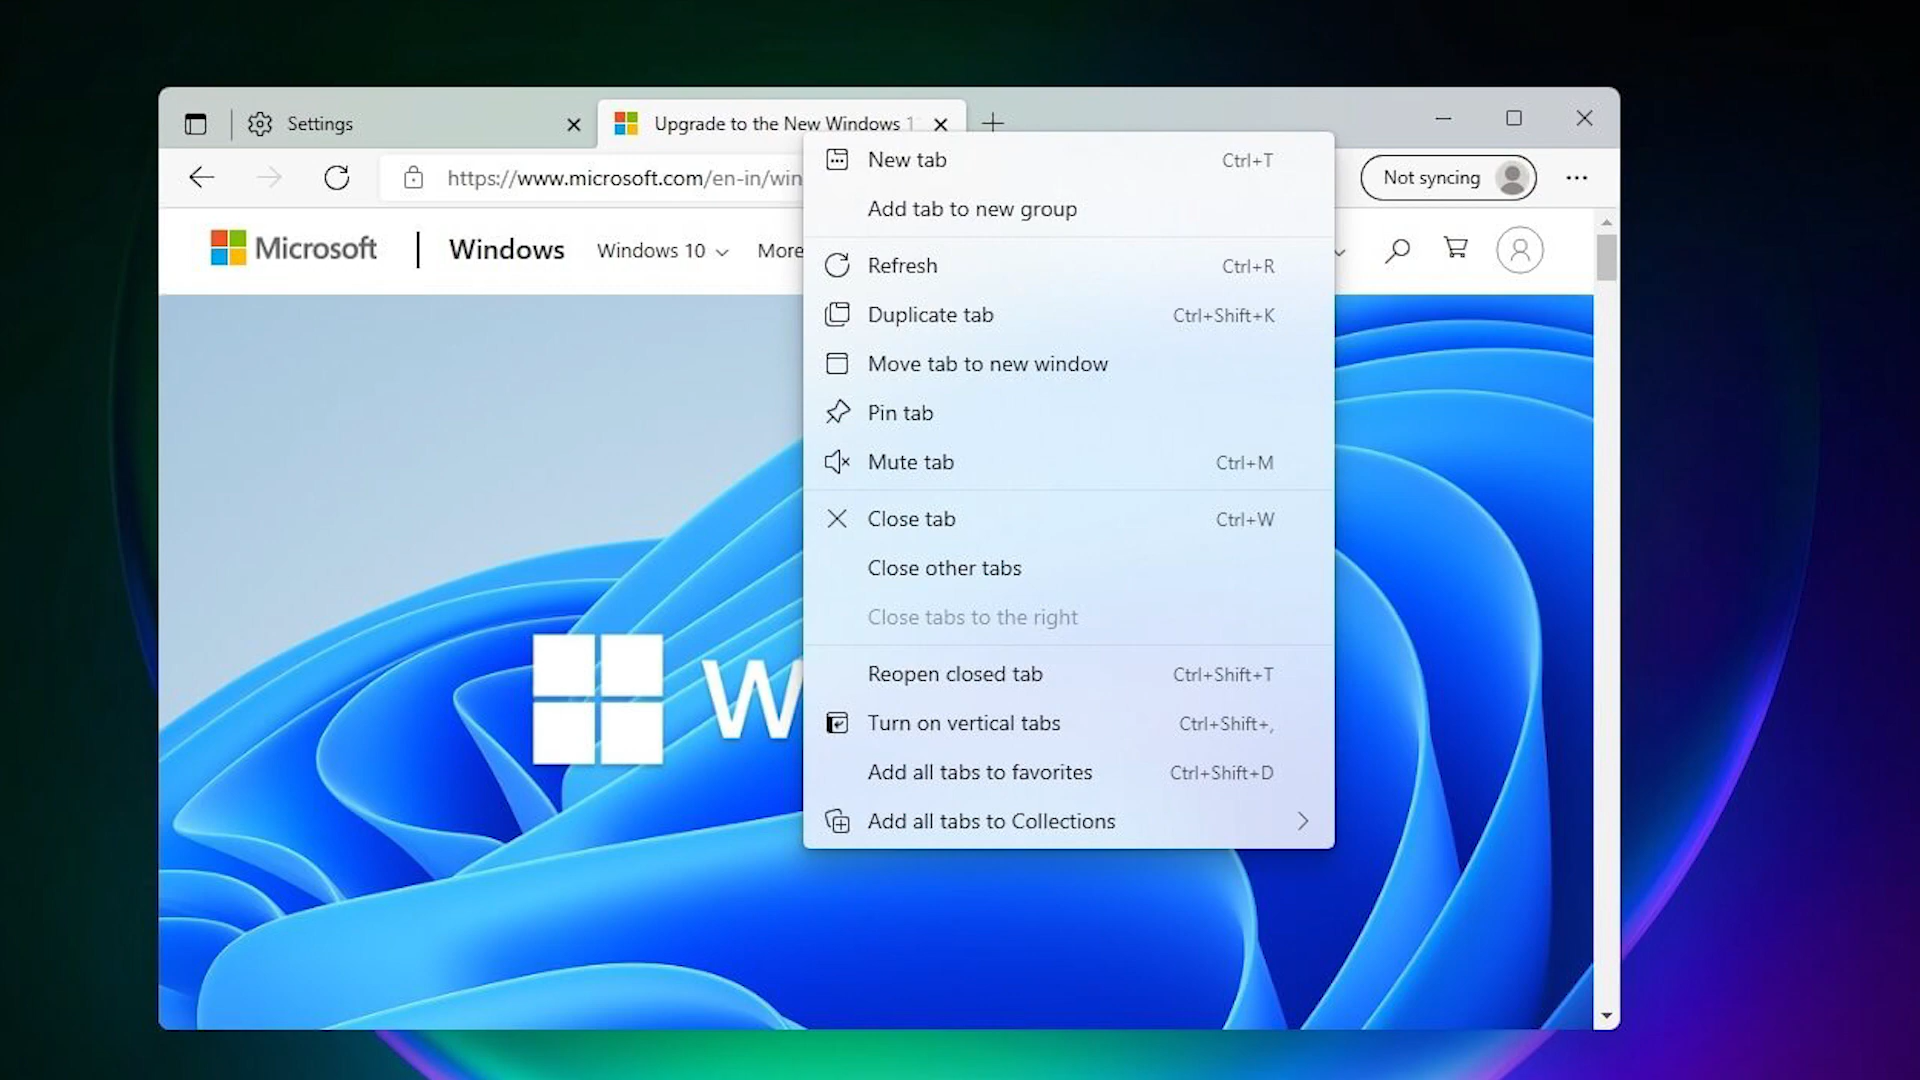 Settings
Upgrade to the New Windows 1
https://www.microsoft.com/en-in/win
Not syncing
Microsoft
Windows
Windows 10
More
W
New tab Ctrl+T
Add tab to new group
Refresh Ctrl+R
Duplicate tab Ctrl+Shift+K
Move tab to new window
Pin tab
Mute tab Ctrl+M
Close tab Ctrl+W
Close other tabs
Close tabs to the right
Reopen closed tab Ctrl+Shift+T
Turn on vertical tabs Ctrl+Shift+,
Add all tabs to favorites Ctrl+Shift+D
Add all tabs to Collections